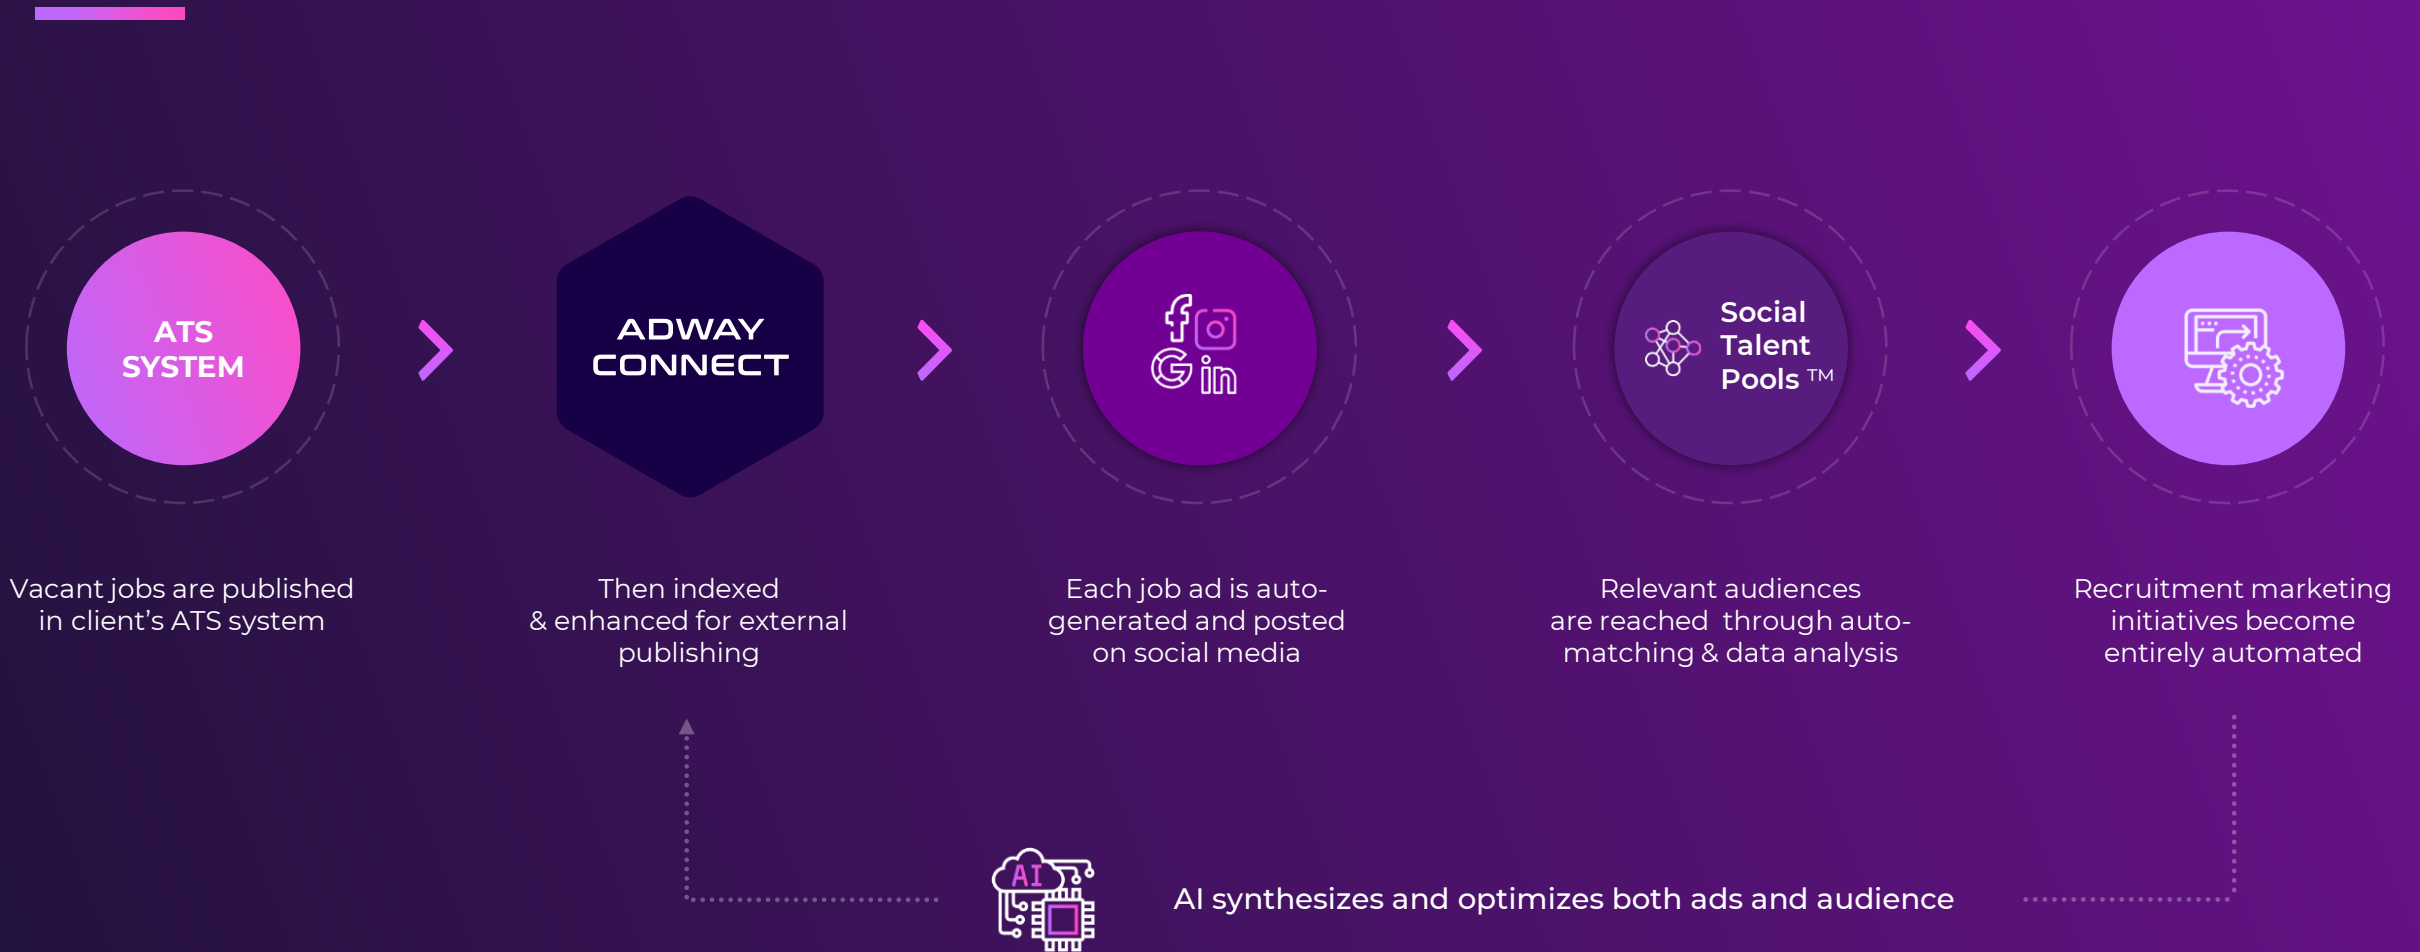 ATS
SYSTEM
ADWAY
CONNECT
Social
Talent
Pools ™
Vacant jobs are published
in client’s ATS system
Then indexed
& enhanced for external
publishing
Each job ad is auto-
generated and posted
on social media
Relevant audiences
are reached  through auto-
matching & data analysis
Recruitment marketing
initiatives become
entirely automated
AI
AI synthesizes and optimizes both ads and audience